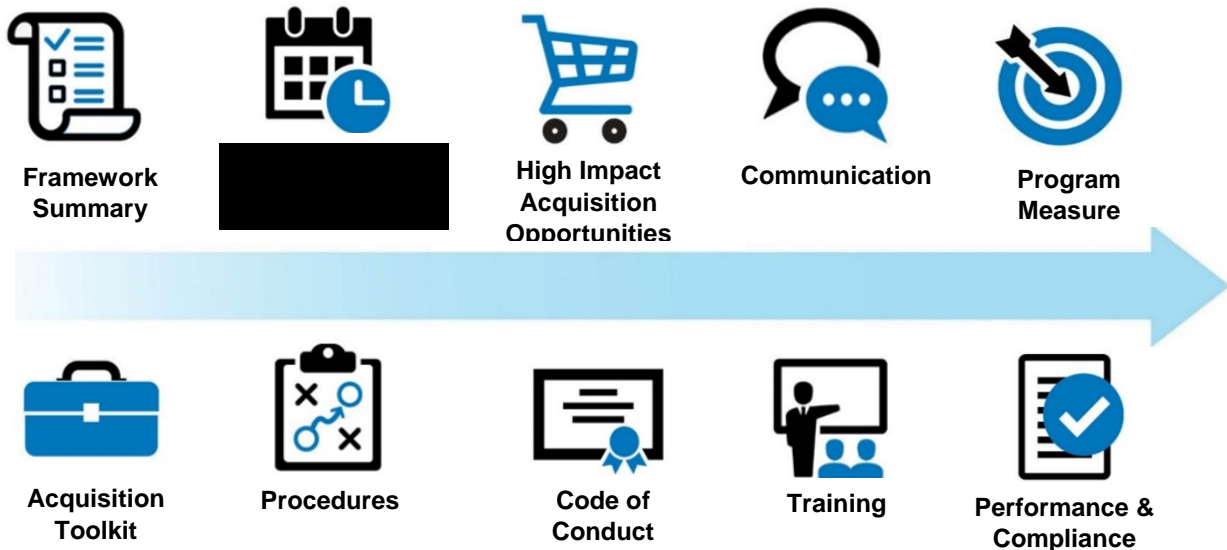 Framework
Summary
High Impact
Acquisition
Opportunities
Communication
Program
Measure
Acquisition
Toolkit
Procedures
Code of
Conduct
Training
Performance &
Compliance